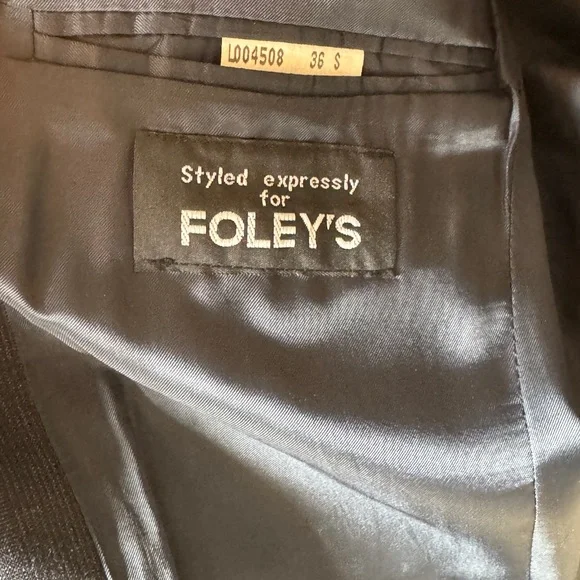 L004508 36 S
Styled expressly
for
FOLEY'S